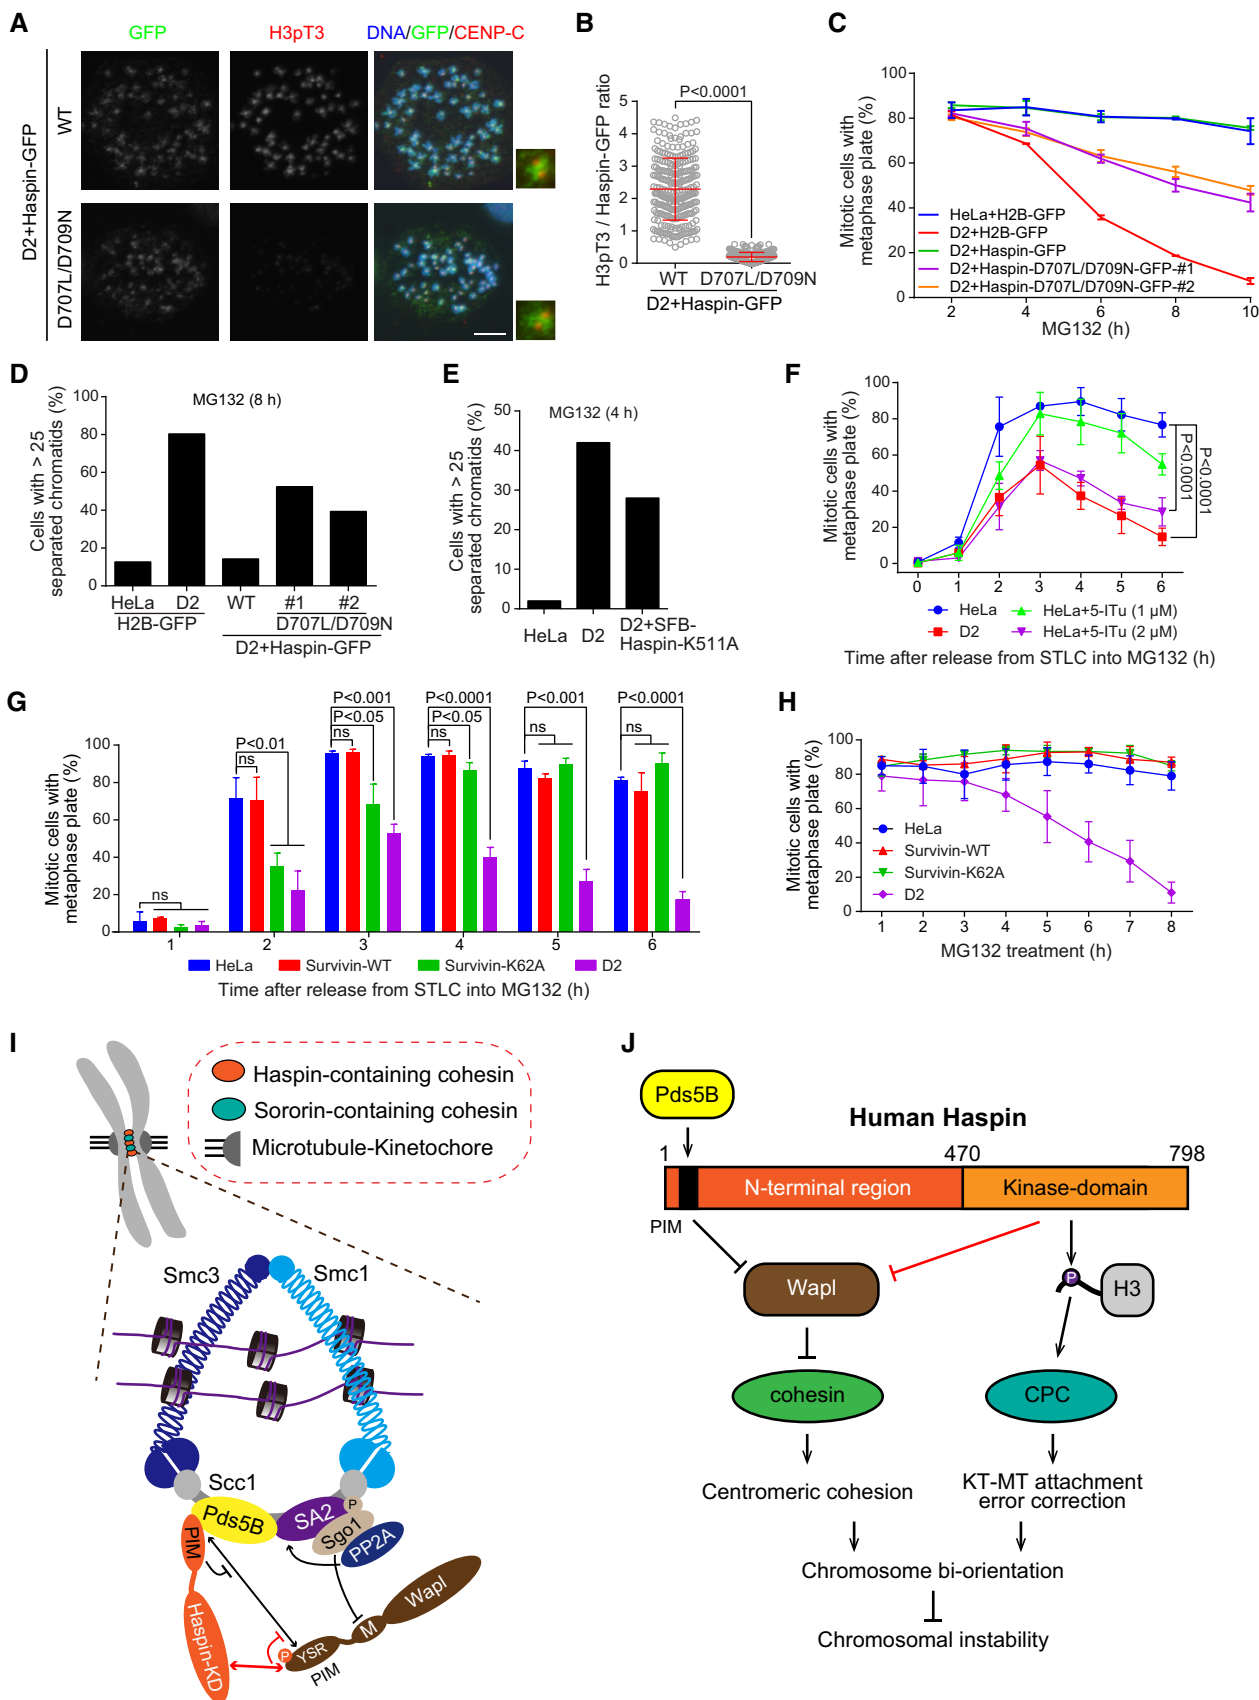 A
GFP
H3pT3
DNA/GFP/CENP-C
D2+Haspin-GFP
WT
D707L/D709N
B
P<0.0001
H3pT3 / Haspin-GFP ratio
5
4
3
2
1
0
WT
D707L/D709N
D2+Haspin-GFP
C
Mitotic cells with
metaphase plate (%)
80
60
40
20
0
HeLa+H2B-GFP
D2+H2B-GFP
D2+Haspin-GFP
D2+Haspin-D707L/D709N-GFP-#1
D2+Haspin-D707L/D709N-GFP-#2
2 4 6 8 10
MG132 (h)
D
Cells with > 25
separated chromatids (%)
MG132 (8 h)
100
80
60
40
20
0
HeLa D2 WT #1 #2
H2B-GFP
D707L/D709N
D2+Haspin-GFP
E
Cells with > 25
separated chromatids (%)
MG132 (4 h)
50
40
30
20
10
0
HeLa D2 D2+SFB-
Haspin-K511A
F
Mitotic cells with
metaphase plate (%)
100
80
60
40
20
0
P<0.0001
P<0.0001
0 1 2 3 4 5 6
HeLa
HeLa+5-ITu (1 µM)
D2
HeLa+5-ITu (2 µM)
Time after release from STLC into MG132 (h)
G
Mitotic cells with
metaphase plate (%)
100
80
60
40
20
0
ns
P<0.01
ns
P<0.001
P<0.05
ns
P<0.0001
P<0.05
ns
P<0.001
ns
P<0.0001
ns
1 2 3 4 5 6
HeLa Survivin-WT Survivin-K62A D2
Time after release from STLC into MG132 (h)
H
Mitotic cells with
metaphase plate (%)
100
80
60
40
20
0
HeLa
Survivin-WT
Survivin-K62A
D2
1 2 3 4 5 6 7 8
MG132 treatment (h)
I
Haspin-containing cohesin
Sororin-containing cohesin
Microtubule-Kinetochore
Smc3
Smc1
Scc1
Pds5B
SA2
P
Sgo1
PP2A
PIM
Haspin-KD
P
YSR
PIM
M
Wapl
J
Pds5B
Human Haspin
1 470 798
N-terminal region
Kinase-domain
PIM
Wapl
P
H3
cohesin
CPC
Centromeric cohesion
KT-MT attachment
error correction
Chromosome bi-orientation
Chromosomal instability